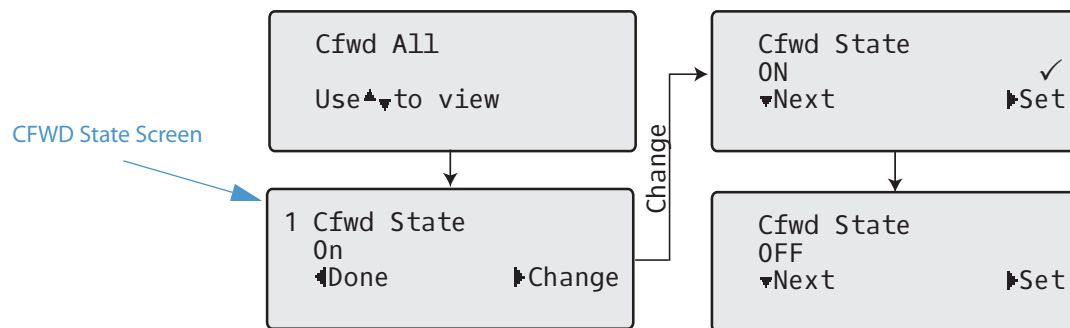 Cfwd All
Use▲▼to view
CFWD State Screen
1 Cfwd State
On
◀Done ▶Change
Change
Cfwd State
ON ✓
▼Next ▶Set
Cfwd State
OFF
▼Next ▶Set